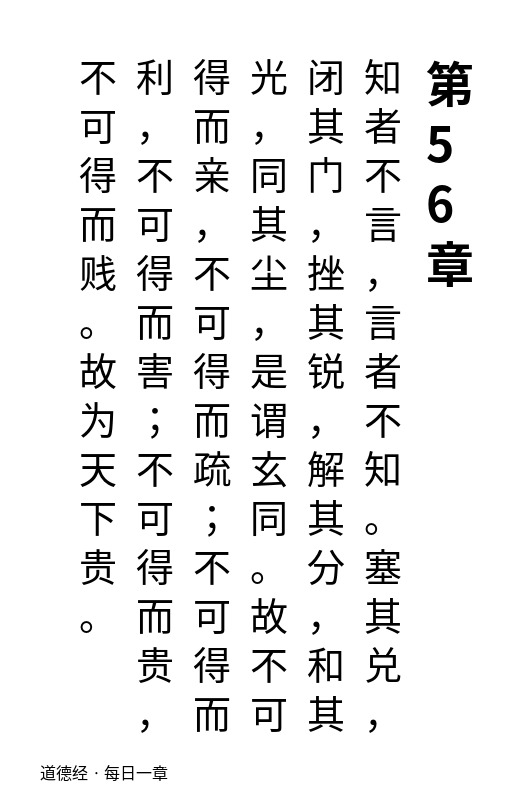 第56章
知者不言，言者不知。塞其兑，
闭其门，挫其锐，解其分，和其
光，同其尘，是谓玄同。故不可
得而亲，不可得而疏；不可得而
利，不可得而害；不可得而贵，
不可得而贱。故为天下贵。
道德经 · 每日一章